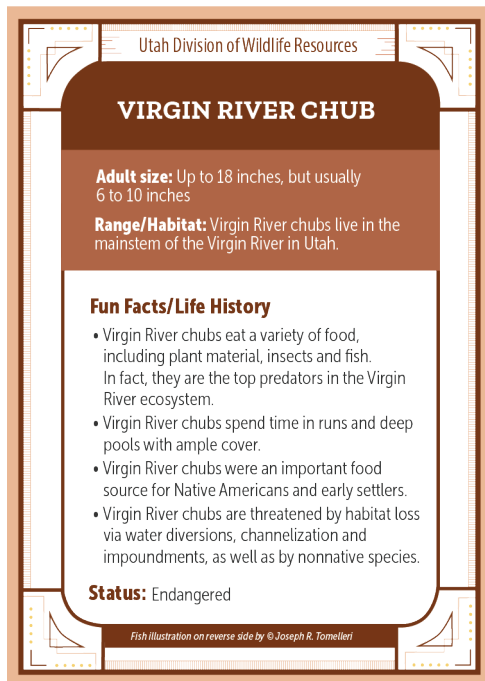 Utah Division of Wildlife Resources
VIRGIN RIVER CHUB
Adult size: Up to 18 inches, but usually
6 to 10 inches
Range/Habitat: Virgin River chubs live in the
mainstem of the Virgin River in Utah.
Fun Facts/Life History
• Virgin River chubs eat a variety of food,
including plant material, insects and fish.
In fact, they are the top predators in the Virgin
River ecosystem.
• Virgin River chubs spend time in runs and deep
pools with ample cover.
• Virgin River chubs were an important food
source for Native Americans and early settlers.
• Virgin River chubs are threatened by habitat loss
via water diversions, channelization and
impoundments, as well as by nonnative species.
Status: Endangered
Fish illustration on reverse side by © Joseph R. Tomelleri